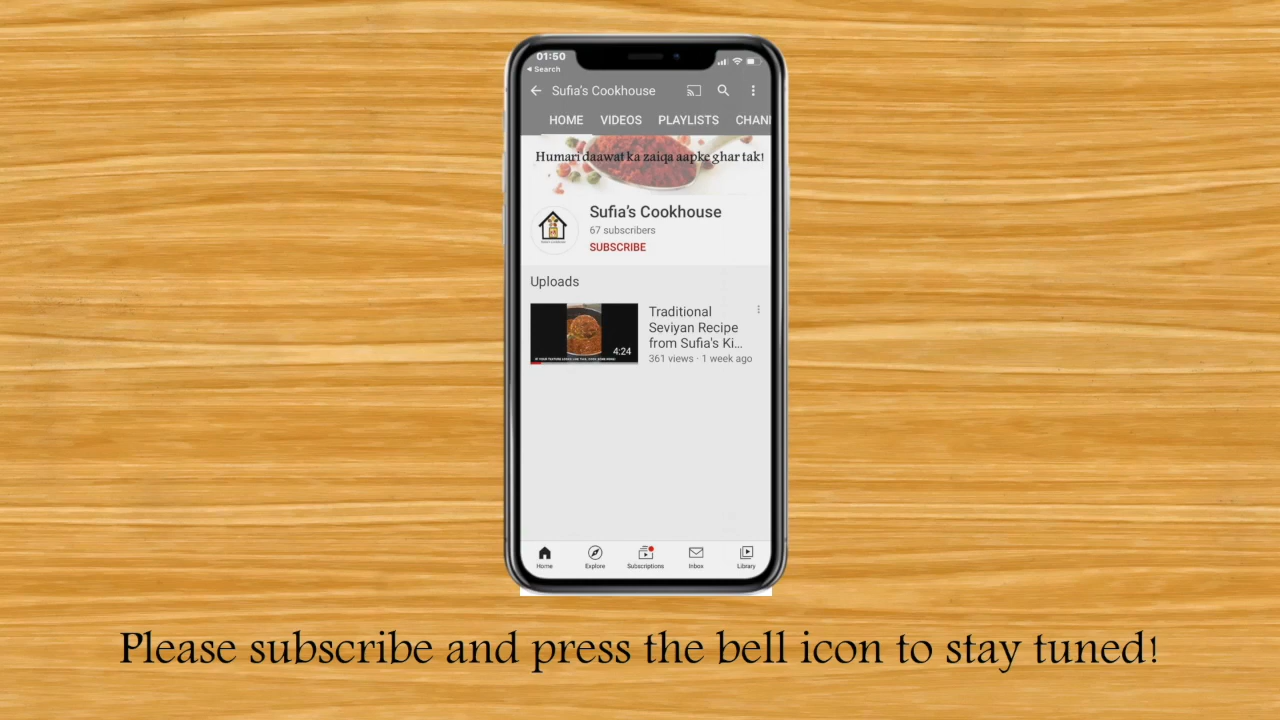 01:50
Search
Sufia's Cookhouse
HOME VIDEOS PLAYLISTS CHANI
Humari daawat ka zaiqa aapke ghar tak!
Sufia's Cookhouse
67 subscribers
SUBSCRIBE
Uploads
Traditional
Seviyan Recipe
from Sufia's Ki...
361 views · 1 week ago
4:24
Home Explore Subscriptions Inbox Library
Please subscribe and press the bell icon to stay tuned!